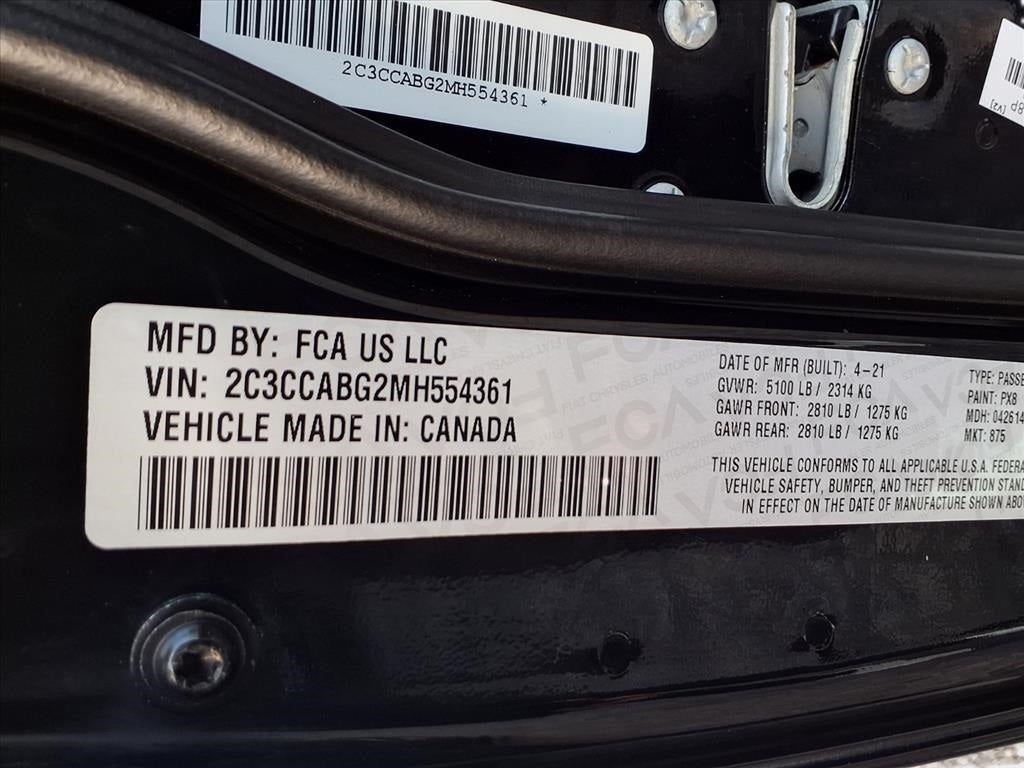 2C3CCABG2MH554361 *
8p [v2]
MFD BY: FCA US LLC
VIN: 2C3CCABG2MH554361
VEHICLE MADE IN: CANADA
DATE OF MFR (BUILT): 4-21
GVWR: 5100 LB / 2314 KG
GAWR FRONT: 2810 LB / 1275 KG
GAWR REAR: 2810 LB / 1275 KG
TYPE: PASSE
PAINT: PX8
MDH: 042614
MKT: 875
THIS VEHICLE CONFORMS TO ALL APPLICABLE U.S.A. FEDERA
VEHICLE SAFETY, BUMPER, AND THEFT PREVENTION STAND
IN EFFECT ON THE DATE OF MANUFACTURE SHOWN ABO